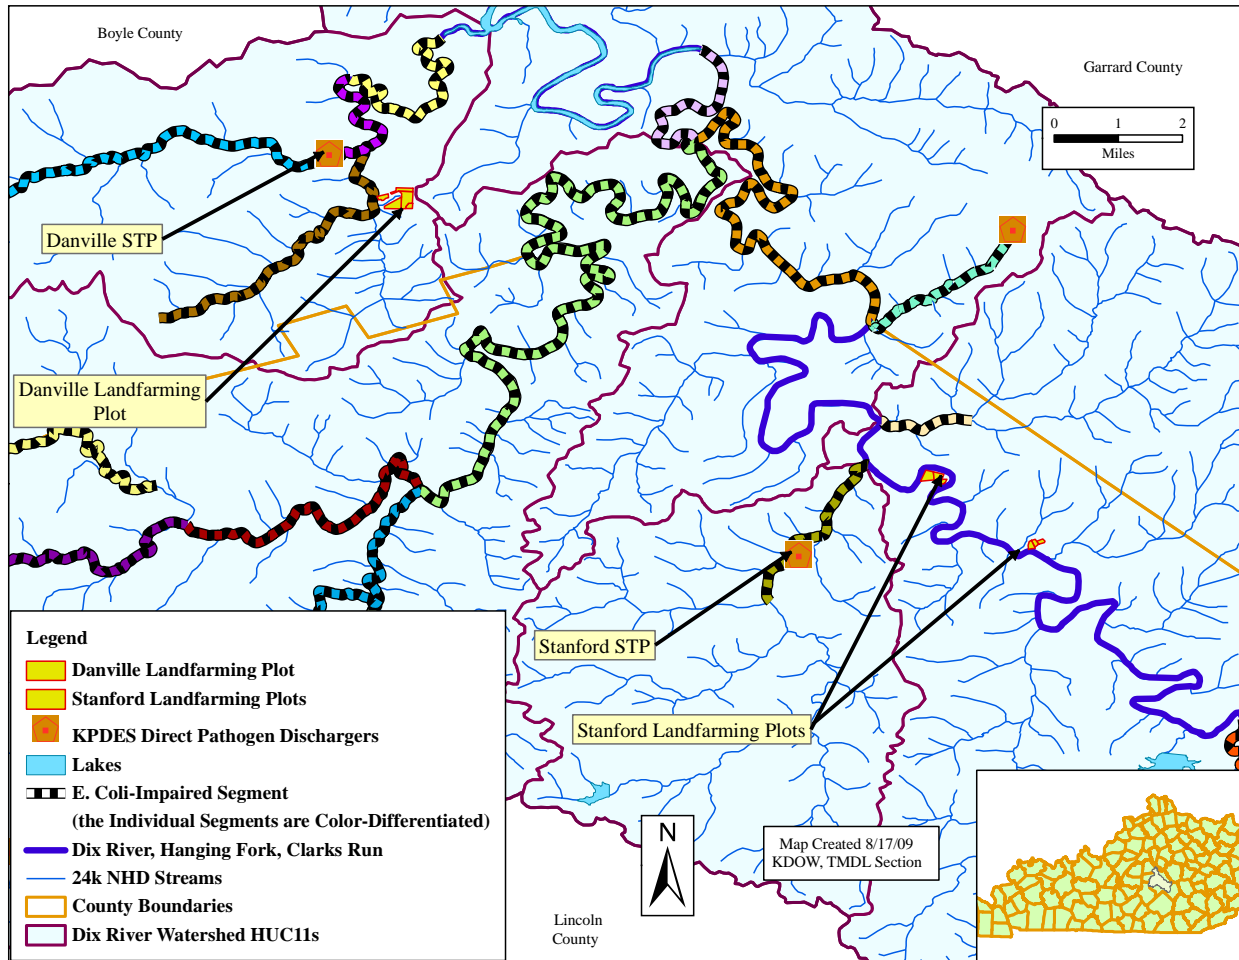 Boyle County
Garrard County
0 1 2
Miles
Danville STP
Danville Landfarming
Plot
Stanford STP
Stanford Landfarming Plots
Legend
Danville Landfarming Plot
Stanford Landfarming Plots
KPDES Direct Pathogen Dischargers
Lakes
E. Coli-Impaired Segment
(the Individual Segments are Color-Differentiated)
Dix River, Hanging Fork, Clarks Run
24k NHD Streams
County Boundaries
Dix River Watershed HUC11s
N
Map Created 8/17/09
KDOW, TMDL Section
Lincoln
County